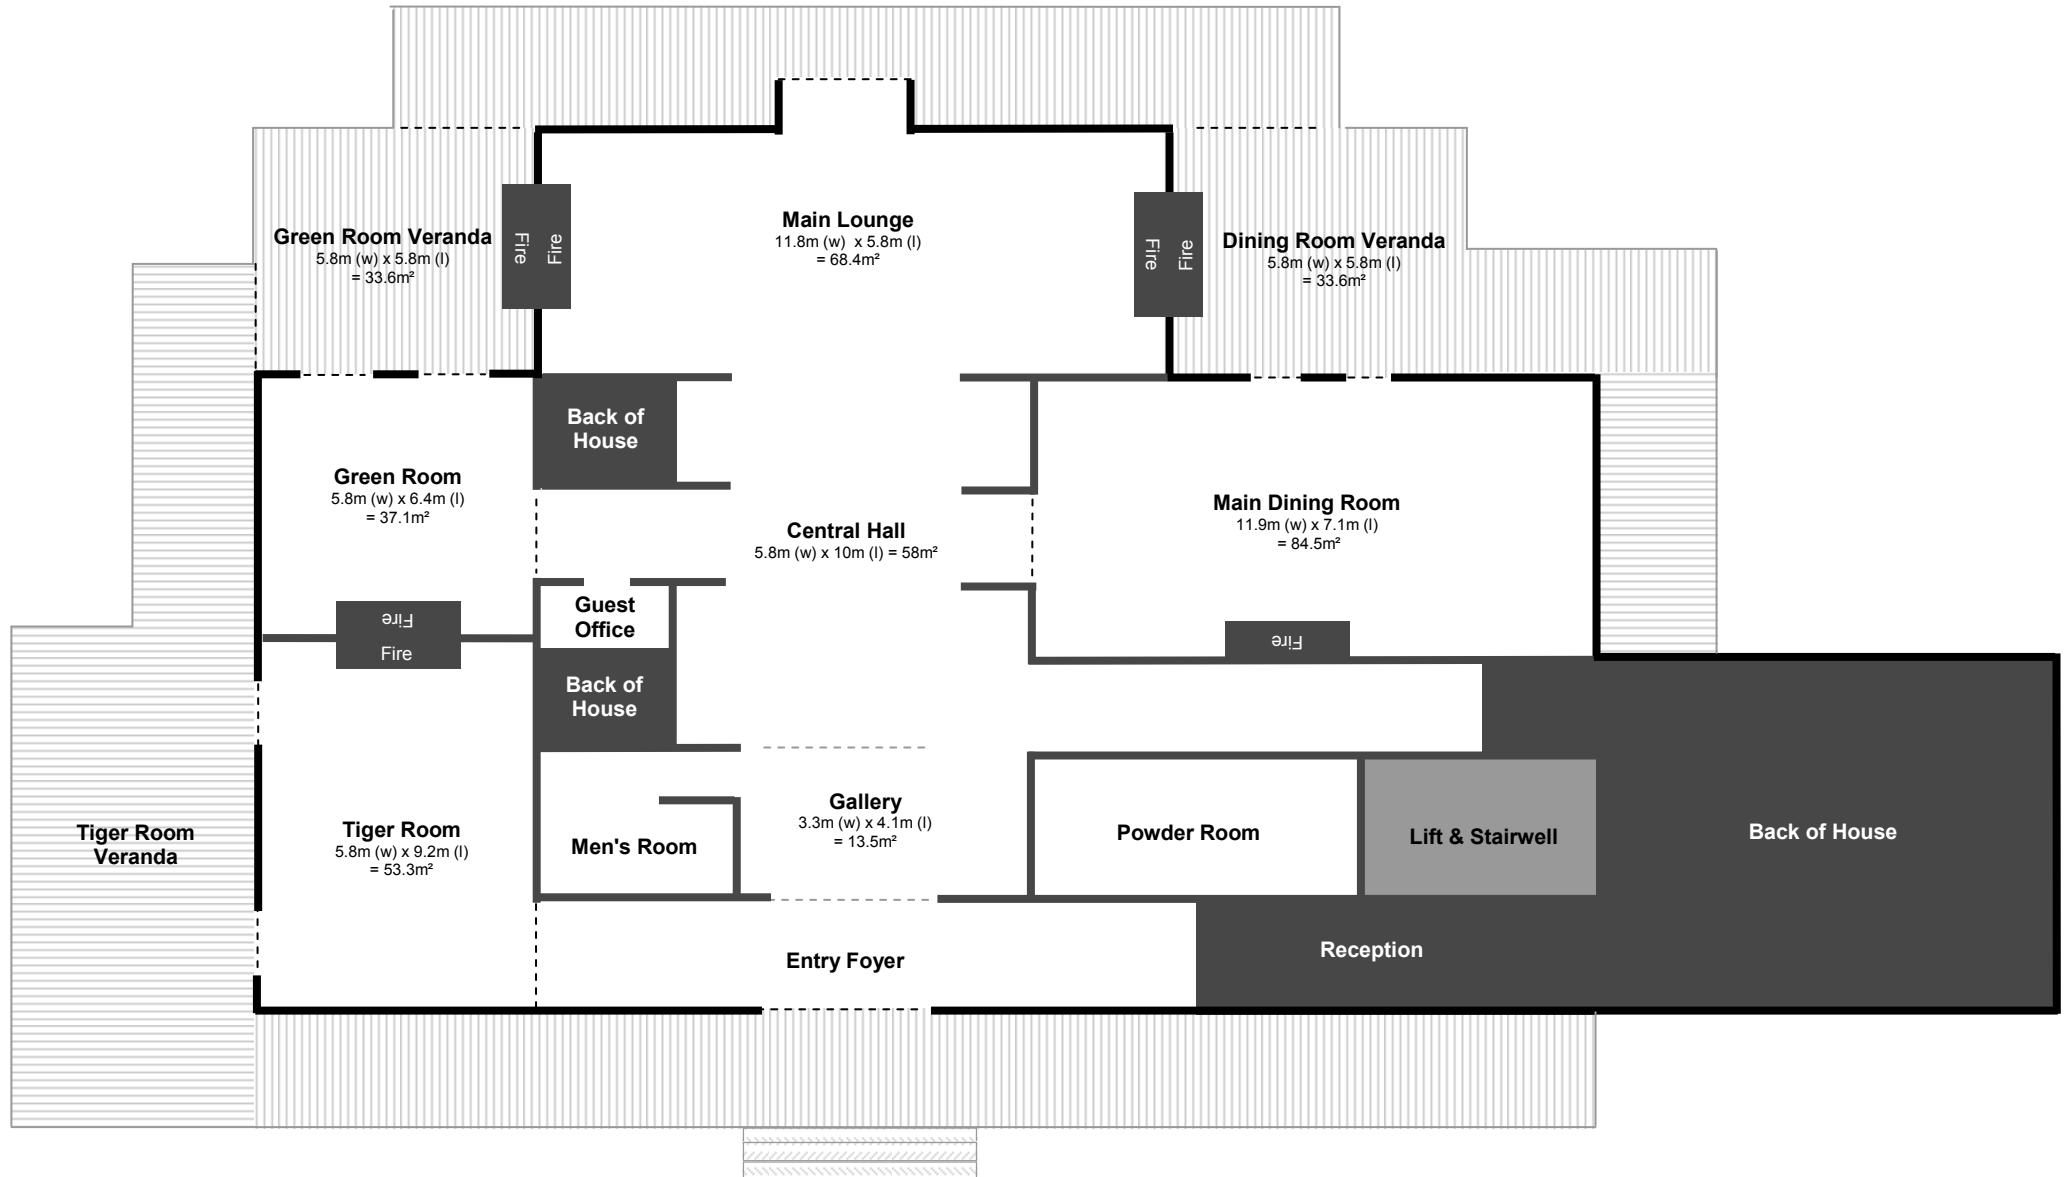 Main Lounge
11.8m (w)  x 5.8m (l)
= 68.4m²
Green Room Veranda
5.8m (w) x 5.8m (l)
= 33.6m²
Fire
Fire
Fire
Fire
Dining Room Veranda
5.8m (w) x 5.8m (l)
= 33.6m²
Back of
House
Green Room
5.8m (w) x 6.4m (l)
= 37.1m²
Central Hall
5.8m (w) x 10m (l) = 58m²
Main Dining Room
11.9m (w) x 7.1m (l)
= 84.5m²
Fire
Fire
Guest
Office
Fire
Back of
House
Tiger Room
Veranda
Tiger Room
5.8m (w) x 9.2m (l)
= 53.3m²
Men's Room
Gallery
3.3m (w) x 4.1m (l)
= 13.5m²
Powder Room
Lift & Stairwell
Back of House
Entry Foyer
Reception